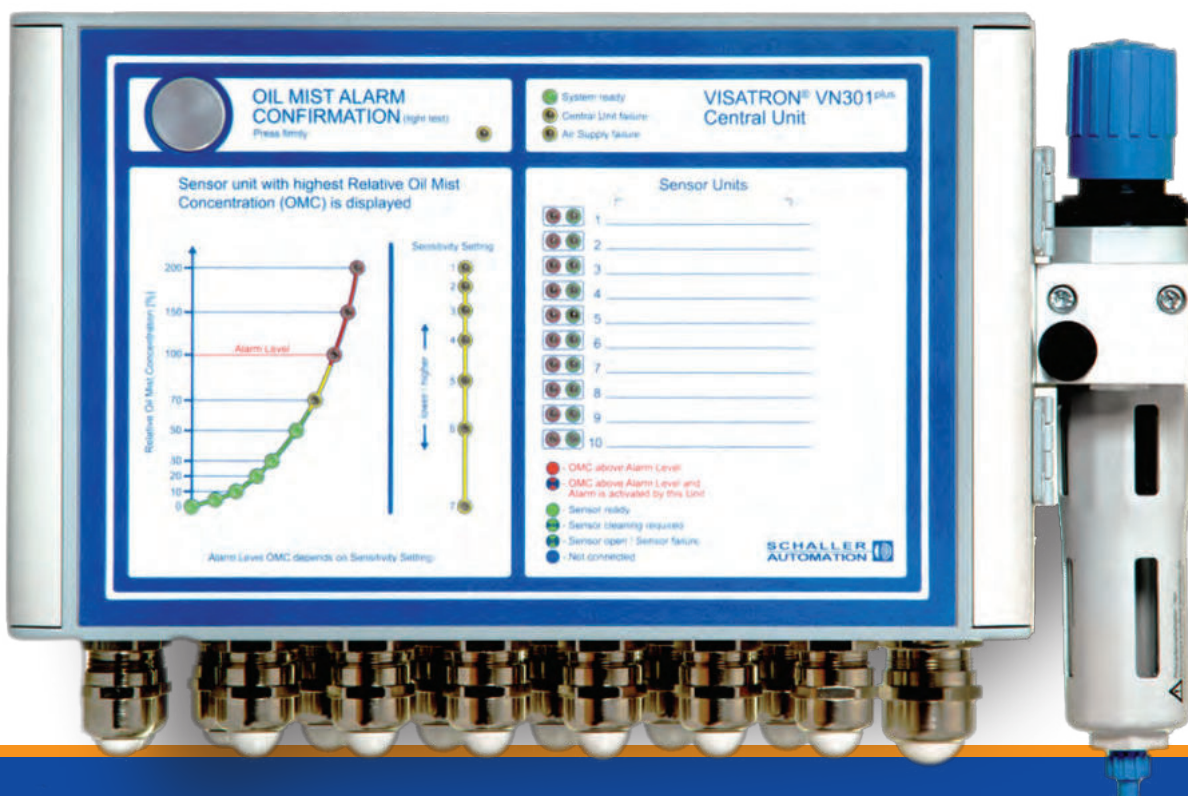 OIL MIST ALARM
CONFIRMATION (light test)
Press firmly
System ready
Central Unit failure
Air Supply failure
VISATRON® VN301plus
Central Unit
Sensor unit with highest Relative Oil Mist
Concentration (OMC) is displayed
Relative Oil Mist Concentration [%]
200
150
100
70
50
30
20
10
0
Alarm Level
Sensitivity Setting
1
2
3
4
5
6
7
lower / higher
Alarm Level OMC depends on Sensitivity Setting
Sensor Units
1
2
3
4
5
6
7
8
9
10
- OMC above Alarm Level
- OMC above Alarm Level and
Alarm is activated by this Unit
- Sensor ready
- Sensor cleaning required
- Sensor open / Sensor failure
- Not connected
SCHALLER
AUTOMATION